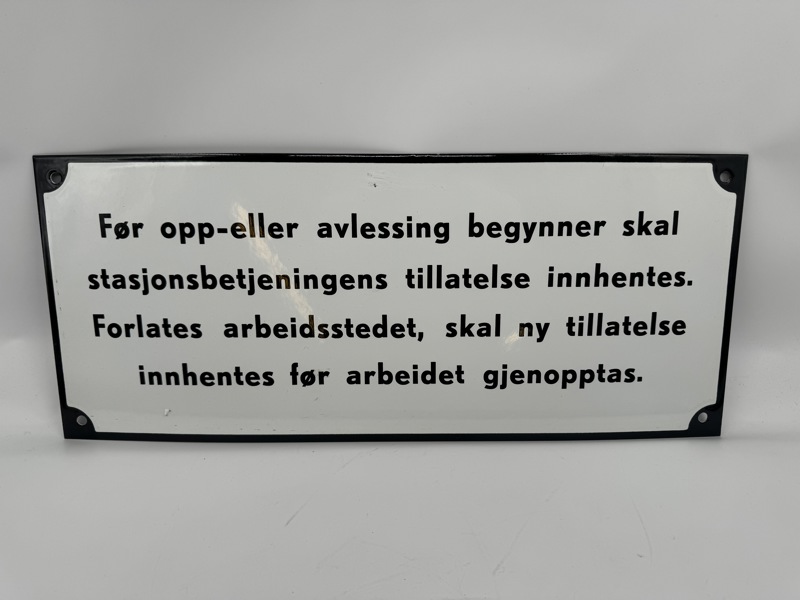 Før opp-eller avlessing begynner skal
stasjonsbetjeningens tillatelse innhentes.
Forlates arbeidsstedet, skal ny tillatelse
innhentes før arbeidet gjenopptas.